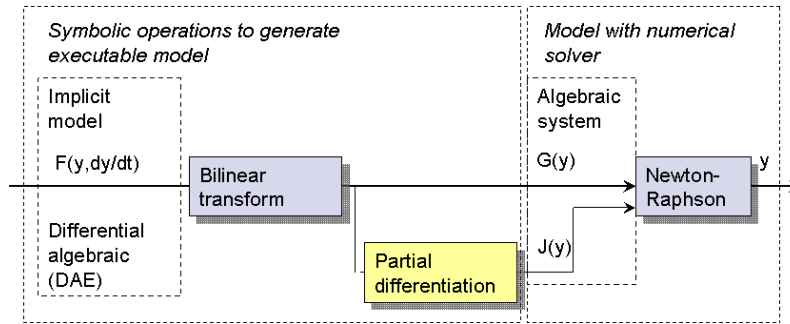 Symbolic operations to generate
executable model
Model with numerical
solver
Implicit
model
F(y,dy/dt)
Differential
algebraic
(DAE)
Bilinear
transform
Partial
differentiation
Algebraic
system
G(y)
J(y)
Newton-
Raphson
y